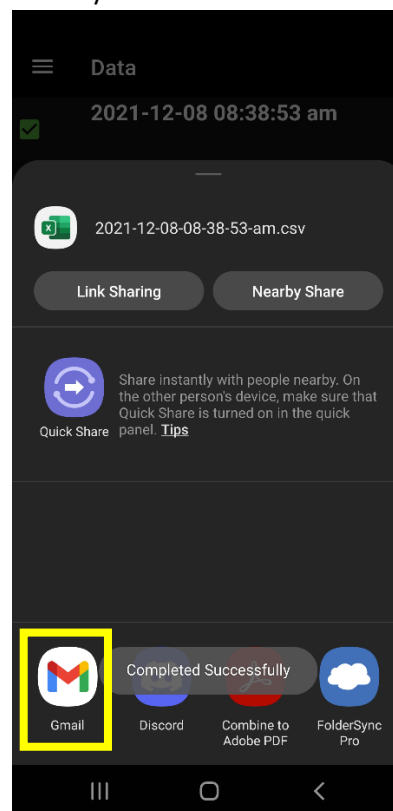 Data
2021-12-08 08:38:53 am
2021-12-08-08-38-53-am.csv
Link Sharing
Nearby Share
Share instantly with people nearby. On
the other person's device, make sure that
Quick Share is turned on in the quick
panel. Tips
Quick Share
Completed Successfully
Gmail
Discord
Combine to
Adobe PDF
FolderSync
Pro